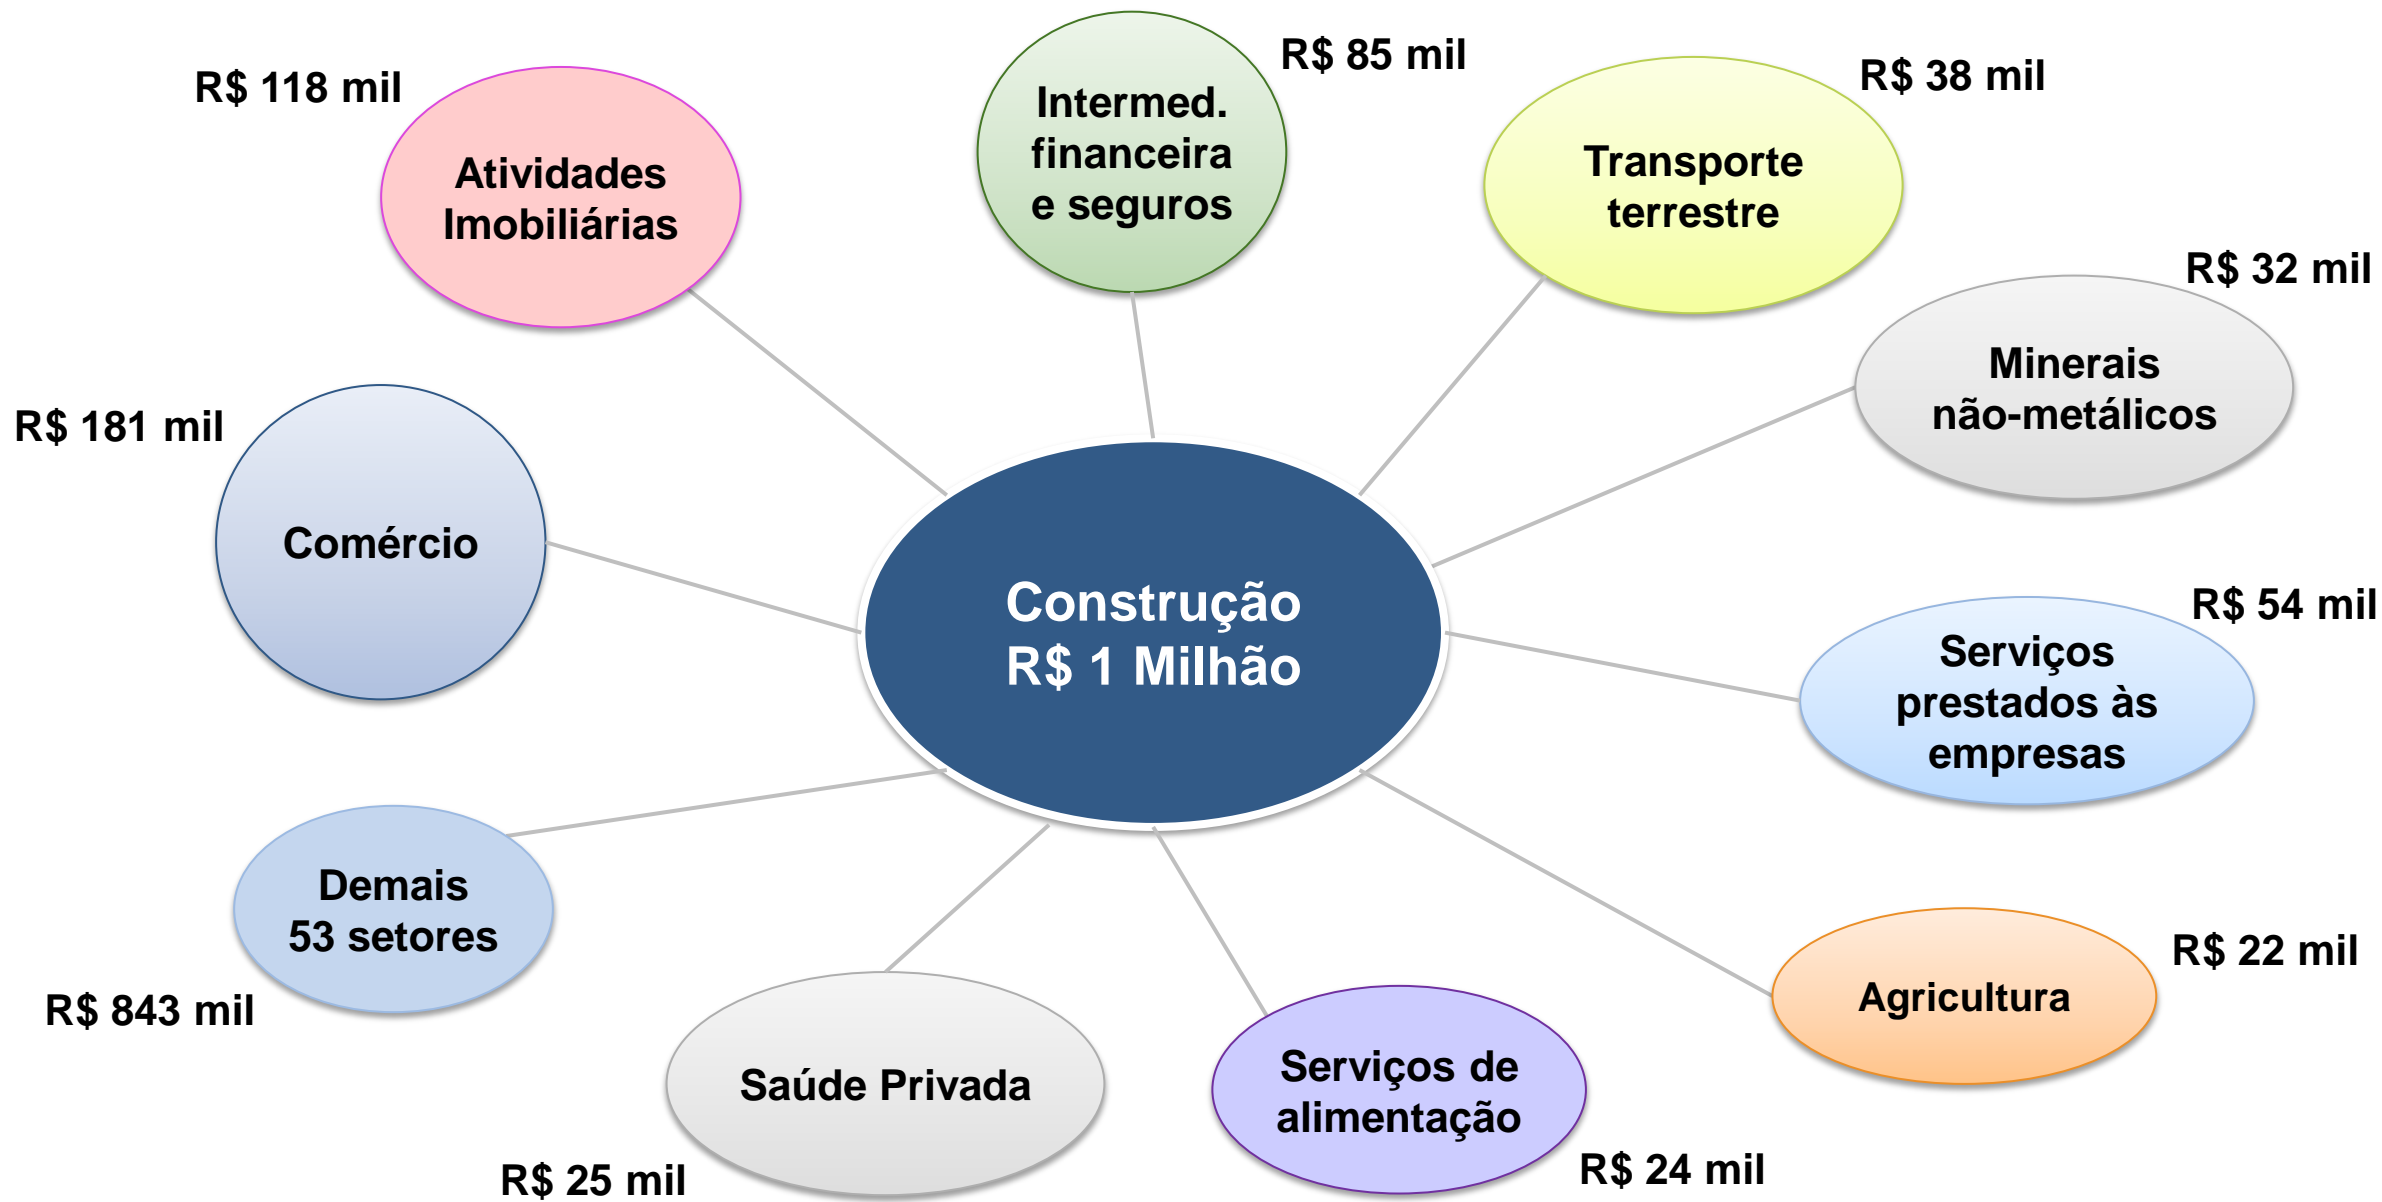 R$ 118 mil
Atividades
Imobiliárias
R$ 85 mil
Intermed.
financeira
e seguros
R$ 38 mil
Transporte
terrestre
R$ 32 mil
Minerais
não-metálicos
R$ 181 mil
Comércio
Construção
R$ 1 Milhão
R$ 54 mil
Serviços
prestados às
empresas
Demais
53 setores
R$ 843 mil
Saúde Privada
R$ 25 mil
Serviços de
alimentação
R$ 24 mil
R$ 22 mil
Agricultura